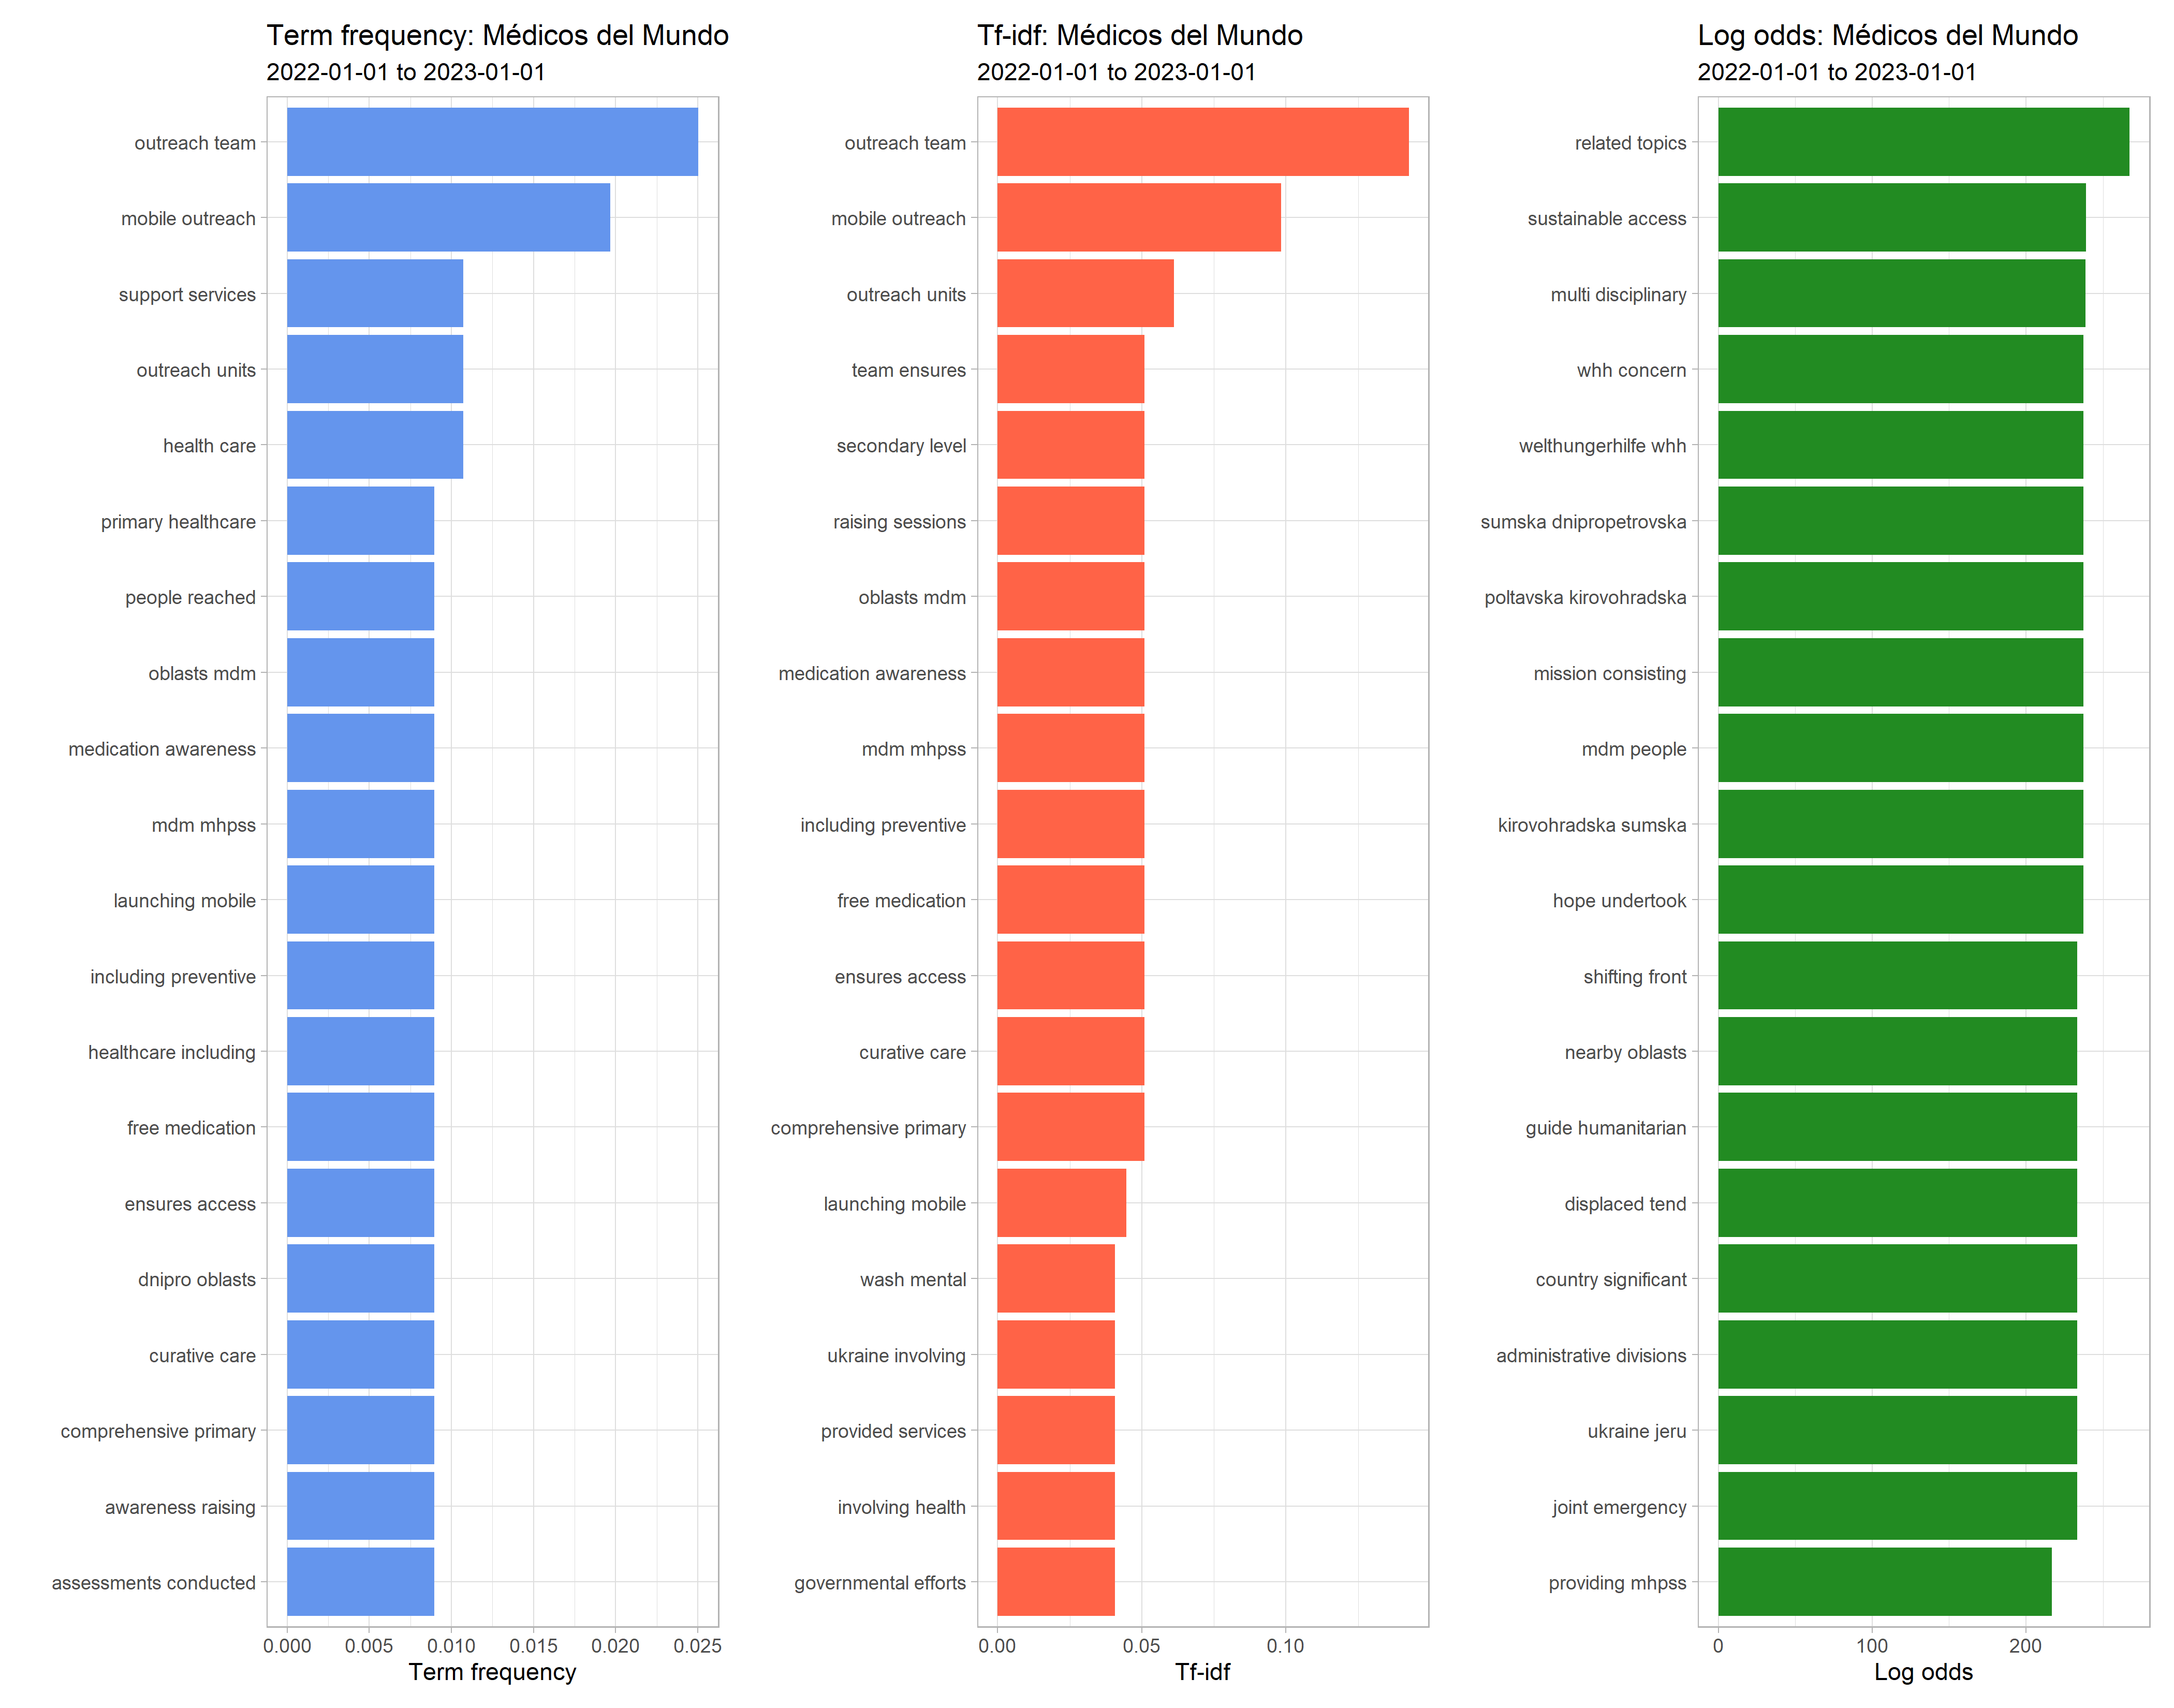 Term frequency: Médicos del Mundo
2022-01-01 to 2023-01-01
outreach team
mobile outreach
support services
outreach units
health care
primary healthcare
people reached
oblasts mdm
medication awareness
mdm mhpss
launching mobile
including preventive
healthcare including
free medication
ensures access
dnipro oblasts
curative care
comprehensive primary
awareness raising
assessments conducted
0.000 0.005 0.010 0.015 0.020 0.025
Term frequency
Tf-idf: Médicos del Mundo
2022-01-01 to 2023-01-01
outreach team
mobile outreach
outreach units
team ensures
secondary level
raising sessions
oblasts mdm
medication awareness
mdm mhpss
including preventive
free medication
ensures access
curative care
comprehensive primary
launching mobile
wash mental
ukraine involving
provided services
involving health
governmental efforts
0.00 0.05 0.10
Tf-idf
Log odds: Médicos del Mundo
2022-01-01 to 2023-01-01
related topics
sustainable access
multi disciplinary
whh concern
welthungerhilfe whh
sumska dnipropetrovska
poltavska kirovohradska
mission consisting
mdm people
kirovohradska sumska
hope undertook
shifting front
nearby oblasts
guide humanitarian
displaced tend
country significant
administrative divisions
ukraine jeru
joint emergency
providing mhpss
0 100 200
Log odds